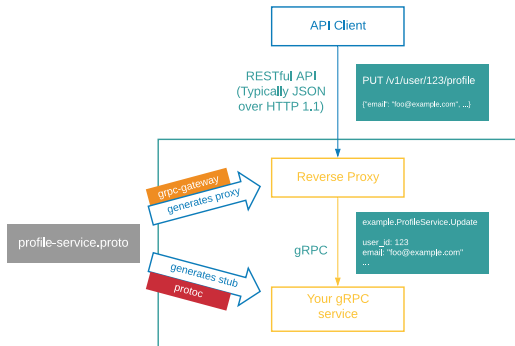 API Client
RESTful API
(Typically JSON
over HTTP 1.1)
PUT /v1/user/123/profile
{"email": "foo@example.com", ...}
grpc-gateway
generates proxy
Reverse Proxy
profile-service.proto
gRPC
example.ProfileService.Update
user_id: 123
email: "foo@example.com"
...
generates stub
protoc
Your gRPC
service